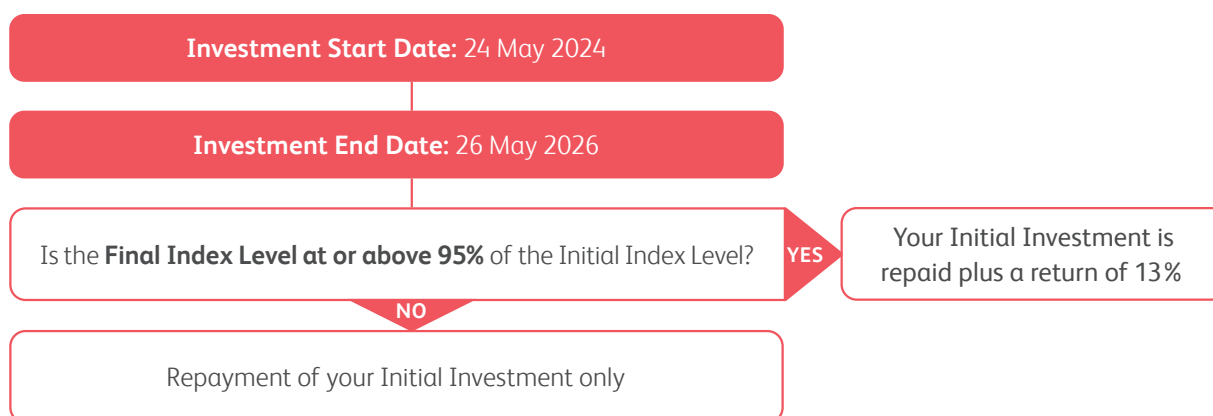 Investment Start Date: 24 May 2024
Investment End Date: 26 May 2026
Is the Final Index Level at or above 95% of the Initial Index Level?
YES
Your Initial Investment is
repaid plus a return of 13%
NO
Repayment of your Initial Investment only